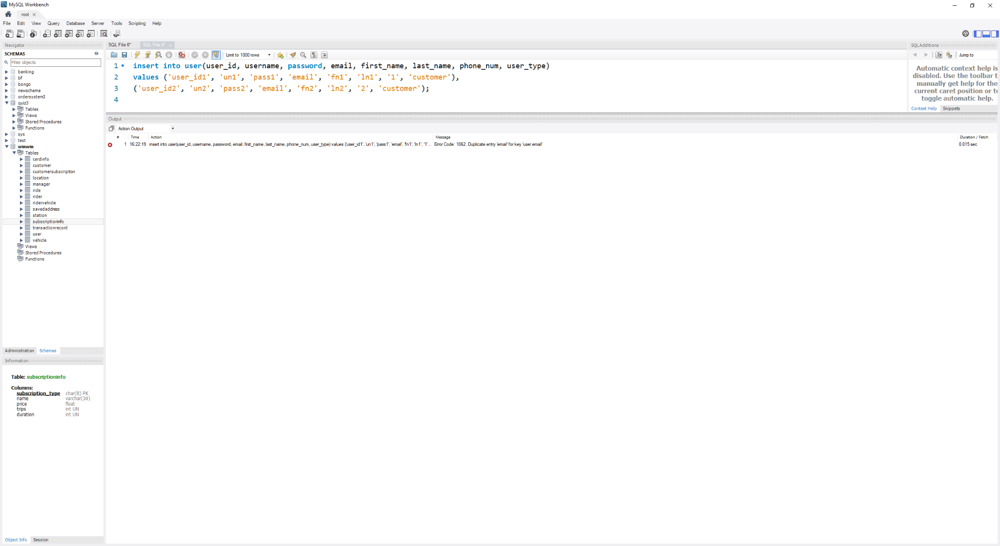 MySQL Workbench
root
File Edit View Query Database Server Tools Scripting Help
Navigator
SCHEMAS
Filter objects
banking
bf
bongo
newschema
ordersystem3
quiz3
Tables
Views
Stored Procedures
Functions
sys
test
winwin
Tables
cardinfo
customer
customersubscription
location
manager
ride
rider
ridervehicle
savedaddress
station
subscriptioninfo
transactionrecord
user
vehicle
Views
Stored Procedures
Functions
Administration Schemas
Information
Table: subscriptioninfo
Columns:
subscription_type char(8) PK
name varchar(30)
price float
trips int UN
duration int UN
Object Info Session
SQL File 6* SQL File 4*
Limit to 1000 rows
1 insert into user(user_id, username, password, email, first_name, last_name, phone_num, user_type)
2 values ('user_id1', 'un1', 'pass1', 'email', 'fn1', 'ln1', '1', 'customer'),
3 ('user_id2', 'un2', 'pass2', 'email', 'fn2', 'ln2', '2', 'customer');
4
Output
Action Output
# Time Action Message Duration / Fetch
1 16:22:19 insert into user(user_id, username, password, email, first_name, last_name, phone_num, user_type) values ('user_id1', 'un1', 'pass1', 'email', 'fn1', 'ln1', '1'... Error Code: 1062. Duplicate entry 'email' for key 'user.email' 0.015 sec
SQLAdditions
Jump to
Automatic context help is
disabled. Use the toolbar t
manually get help for the
current caret position or to
toggle automatic help.
Context Help Snippets